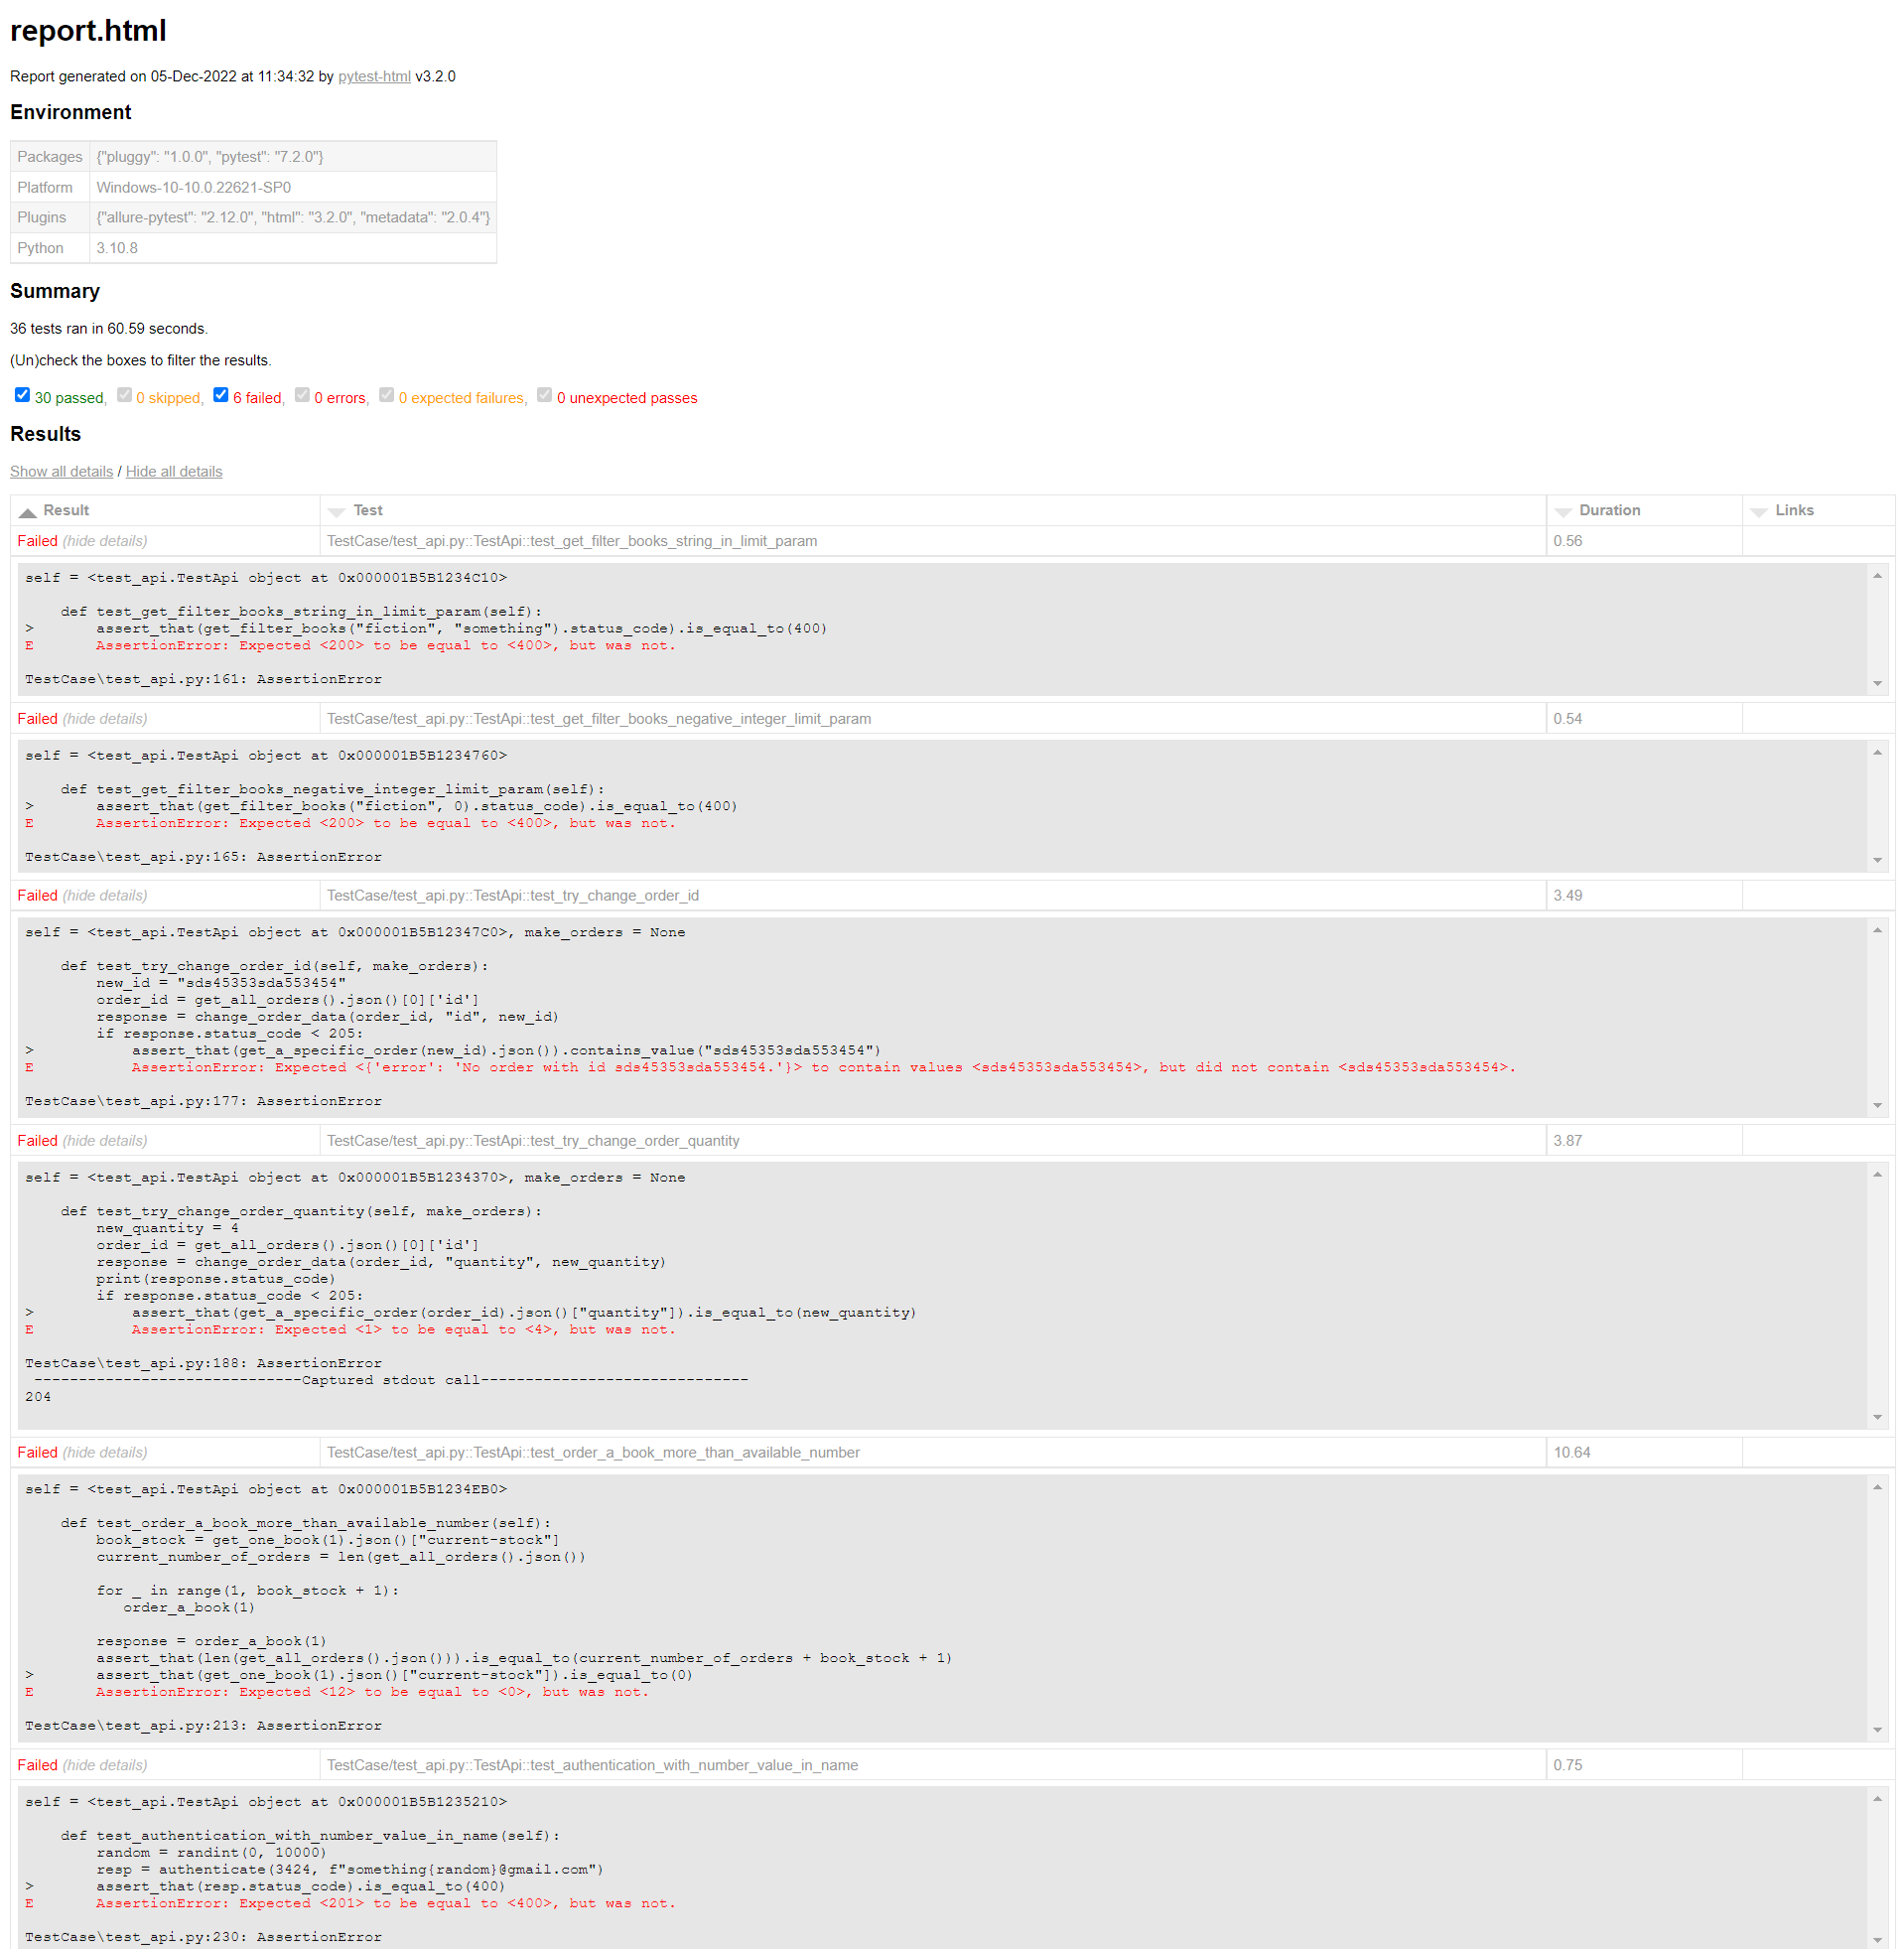 report.html
Report generated on 05-Dec-2022 at 11:34:32 by pytest-html v3.2.0
Environment
Packages {"pluggy": "1.0.0", "pytest": "7.2.0"}
Platform Windows-10-10.0.22621-SP0
Plugins {"allure-pytest": "2.12.0", "html": "3.2.0", "metadata": "2.0.4"}
Python 3.10.8
Summary
36 tests ran in 60.59 seconds.
(Un)check the boxes to filter the results.
30 passed, 0 skipped, 6 failed, 0 errors, 0 expected failures, 0 unexpected passes
Results
Show all details / Hide all details
Result Test Duration Links
Failed (hide details) TestCase/test_api.py::TestApi::test_get_filter_books_string_in_limit_param 0.56
self = <test_api.TestApi object at 0x000001B5B1234C10>
    def test_get_filter_books_string_in_limit_param(self):
>       assert_that(get_filter_books("fiction", "something").status_code).is_equal_to(400)
E       AssertionError: Expected <200> to be equal to <400>, but was not.
TestCase\test_api.py:161: AssertionError
Failed (hide details) TestCase/test_api.py::TestApi::test_get_filter_books_negative_integer_limit_param 0.54
self = <test_api.TestApi object at 0x000001B5B1234760>
    def test_get_filter_books_negative_integer_limit_param(self):
>       assert_that(get_filter_books("fiction", 0).status_code).is_equal_to(400)
E       AssertionError: Expected <200> to be equal to <400>, but was not.
TestCase\test_api.py:165: AssertionError
Failed (hide details) TestCase/test_api.py::TestApi::test_try_change_order_id 3.49
self = <test_api.TestApi object at 0x000001B5B12347C0>, make_orders = None
    def test_try_change_order_id(self, make_orders):
        new_id = "sds45353sda553454"
        order_id = get_all_orders().json()[0]['id']
        response = change_order_data(order_id, "id", new_id)
        if response.status_code < 205:
>           assert_that(get_a_specific_order(new_id).json()).contains_value("sds45353sda553454")
E           AssertionError: Expected <{'error': 'No order with id sds45353sda553454.'}> to contain values <sds45353sda553454>, but did not contain <sds45353sda553454>.
TestCase\test_api.py:177: AssertionError
Failed (hide details) TestCase/test_api.py::TestApi::test_try_change_order_quantity 3.87
self = <test_api.TestApi object at 0x000001B5B1234370>, make_orders = None
    def test_try_change_order_quantity(self, make_orders):
        new_quantity = 4
        order_id = get_all_orders().json()[0]['id']
        response = change_order_data(order_id, "quantity", new_quantity)
        print(response.status_code)
        if response.status_code < 205:
>           assert_that(get_a_specific_order(order_id).json()["quantity"]).is_equal_to(new_quantity)
E           AssertionError: Expected <1> to be equal to <4>, but was not.
TestCase\test_api.py:188: AssertionError
------------------------------Captured stdout call------------------------------
204
Failed (hide details) TestCase/test_api.py::TestApi::test_order_a_book_more_than_available_number 10.64
self = <test_api.TestApi object at 0x000001B5B1234EB0>
    def test_order_a_book_more_than_available_number(self):
        book_stock = get_one_book(1).json()["current-stock"]
        current_number_of_orders = len(get_all_orders().json())
        for _ in range(1, book_stock + 1):
           order_a_book(1)
        response = order_a_book(1)
        assert_that(len(get_all_orders().json())).is_equal_to(current_number_of_orders + book_stock + 1)
>       assert_that(get_one_book(1).json()["current-stock"]).is_equal_to(0)
E       AssertionError: Expected <12> to be equal to <0>, but was not.
TestCase\test_api.py:213: AssertionError
Failed (hide details) TestCase/test_api.py::TestApi::test_authentication_with_number_value_in_name 0.75
self = <test_api.TestApi object at 0x000001B5B1235210>
    def test_authentication_with_number_value_in_name(self):
        random = randint(0, 10000)
        resp = authenticate(3424, f"something{random}@gmail.com")
>       assert_that(resp.status_code).is_equal_to(400)
E       AssertionError: Expected <201> to be equal to <400>, but was not.
TestCase\test_api.py:230: AssertionError